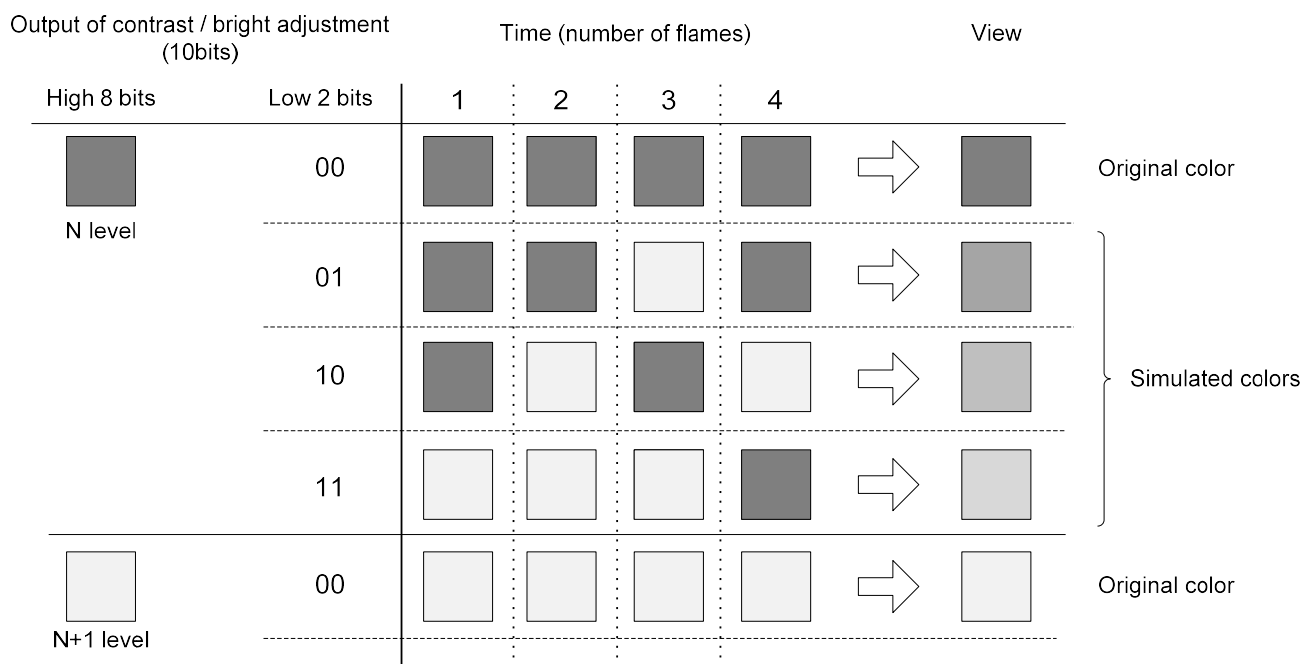 Output of contrast / bright adjustment
(10bits)
Time (number of flames)
View
High 8 bits
Low 2 bits
1
2
3
4
00
Original color
N level
01
10
Simulated colors
11
00
Original color
N+1 level